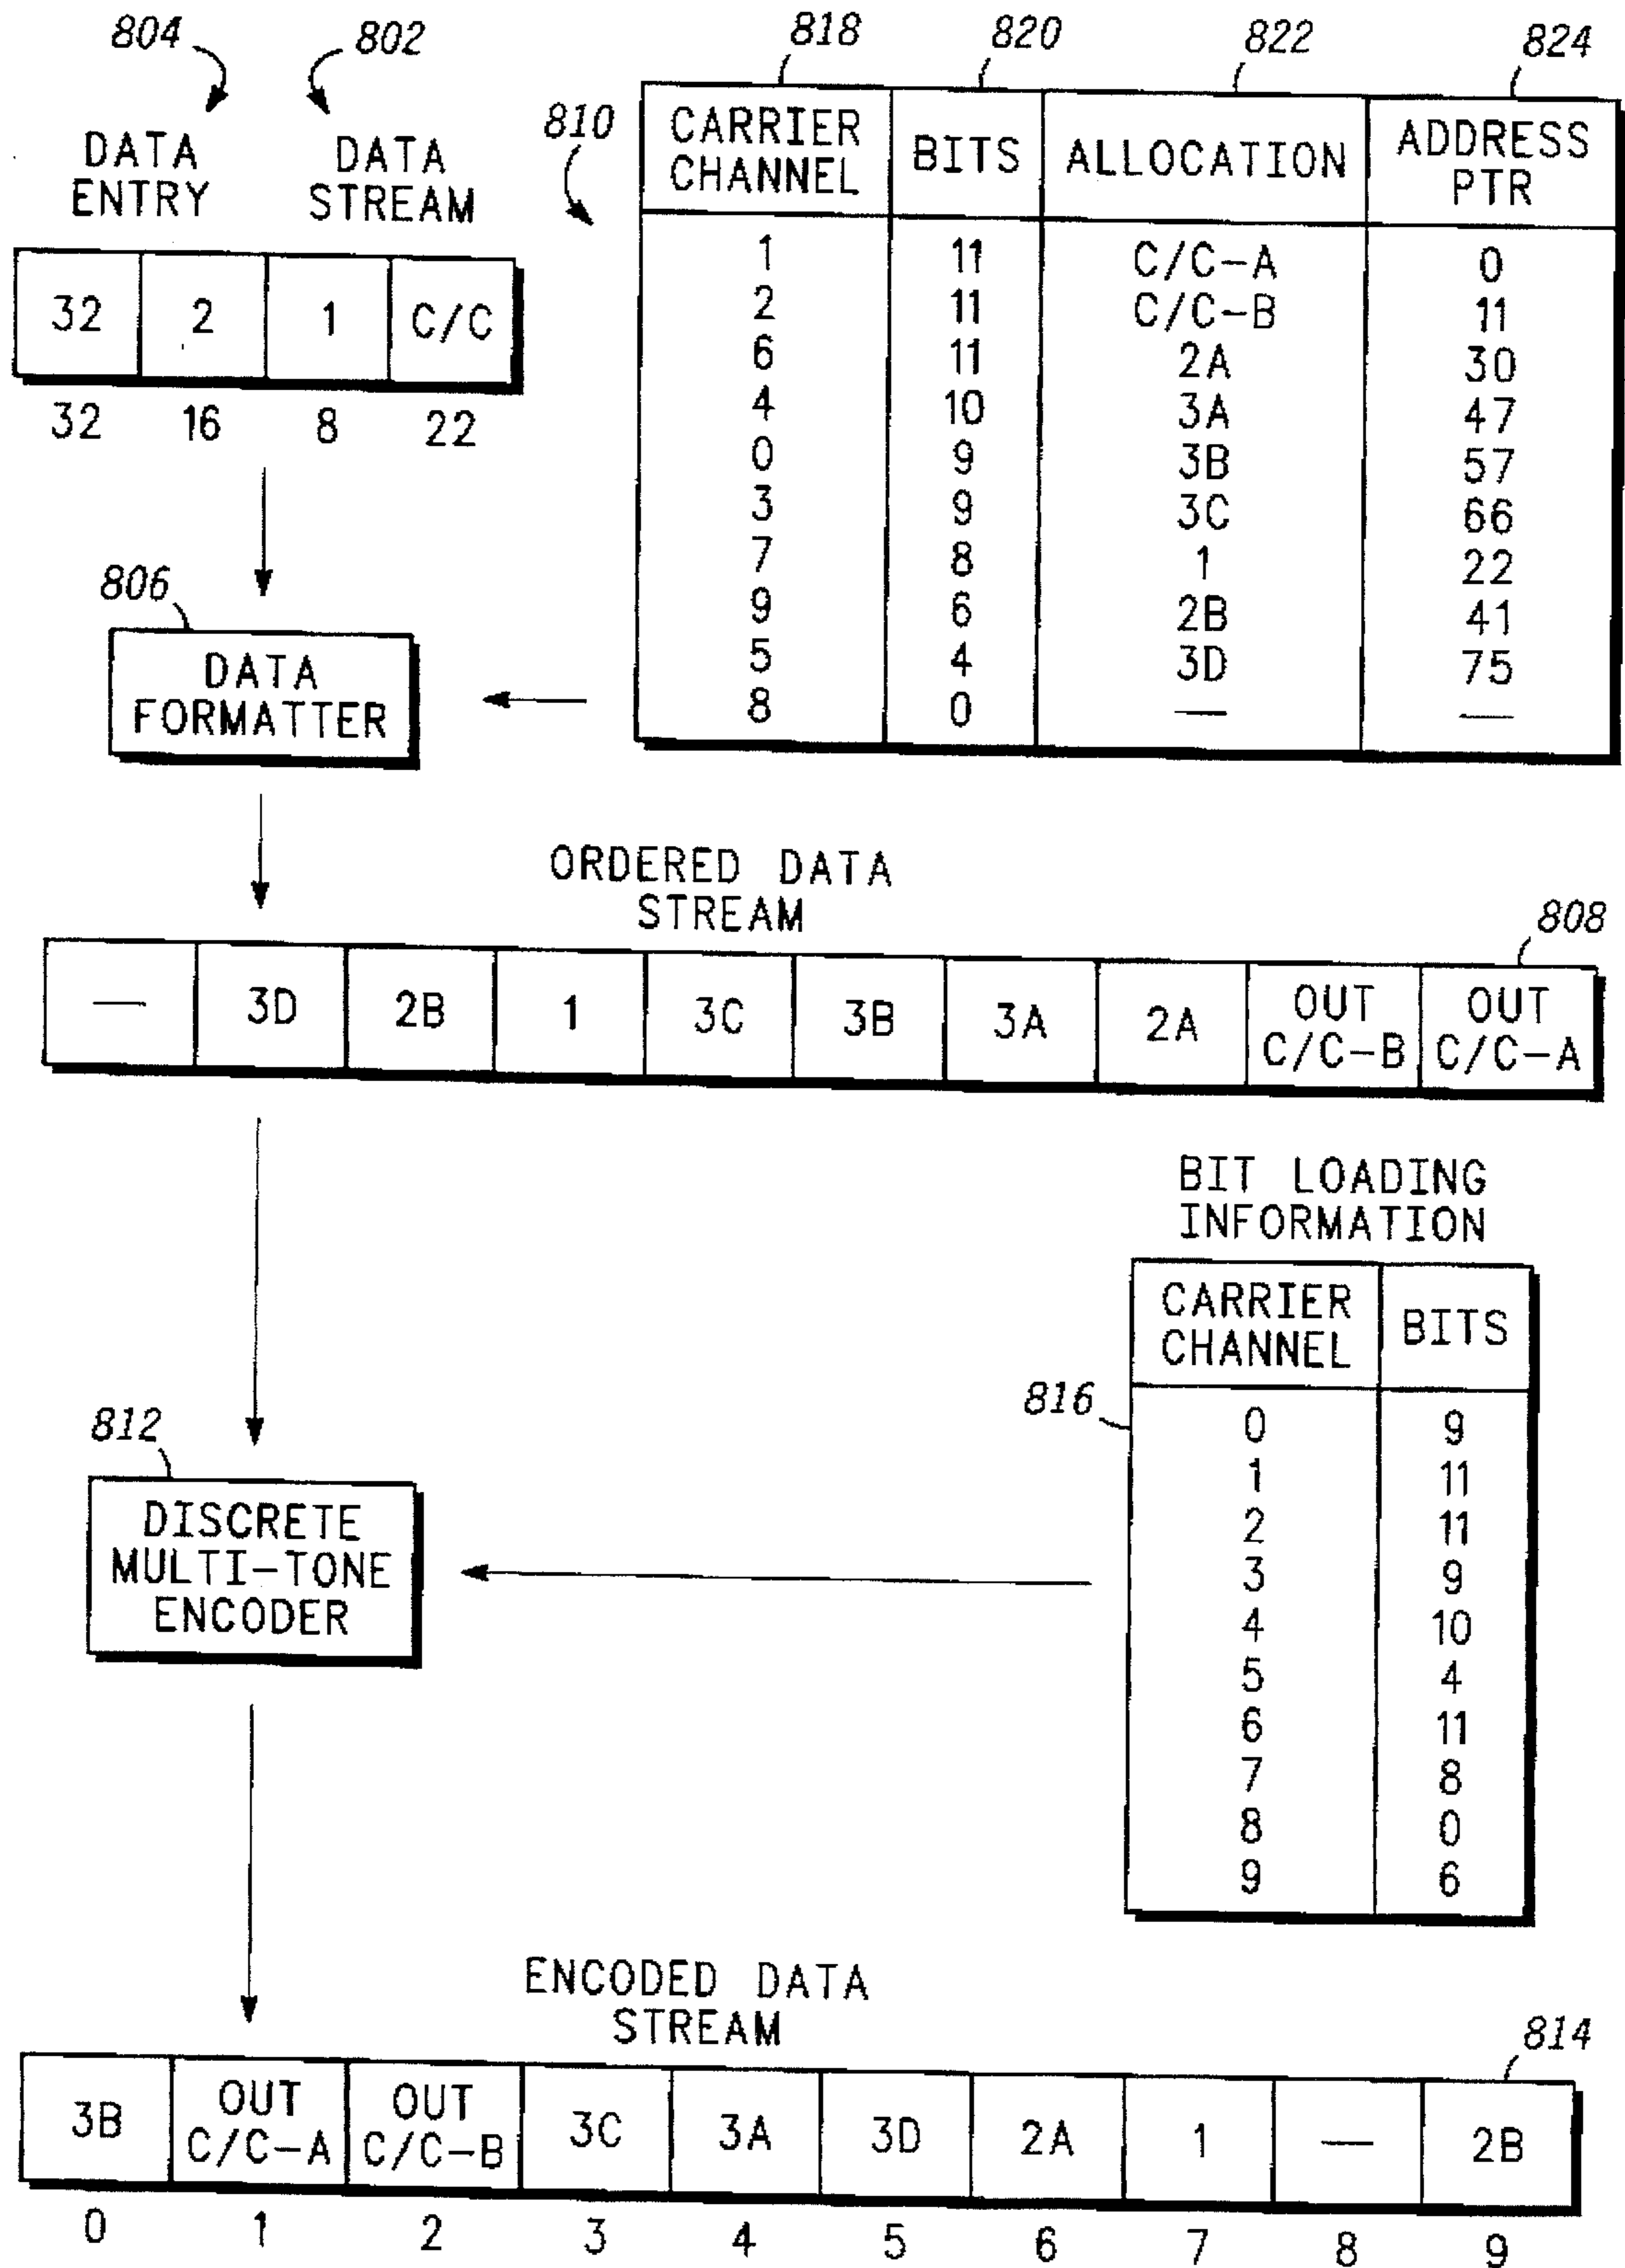 804
802
DATA ENTRY
DATA STREAM
32 2 1 C/C
32 16 8 22
810
818 820 822 824
CARRIER CHANNEL BITS ALLOCATION ADDRESS PTR
1 11 C/C-A 0
2 11 C/C-B 11
6 11 2A 30
4 10 3A 47
0 9 3B 57
3 9 3C 66
7 8 1 22
9 6 2B 41
5 4 3D 75
8 0 — —
806
DATA
FORMATTER
ORDERED DATA
STREAM
808
— 3D 2B 1 3C 3B 3A 2A OUT C/C-B OUT C/C-A
BIT LOADING
INFORMATION
CARRIER CHANNEL BITS
816
0 9
1 11
2 11
3 9
4 10
5 4
6 11
7 8
8 0
9 6
812
DISCRETE
MULTI-TONE
ENCODER
ENCODED DATA
STREAM
814
3B OUT C/C-A OUT C/C-B 3C 3A 3D 2A 1 — 2B
0 1 2 3 4 5 6 7 8 9